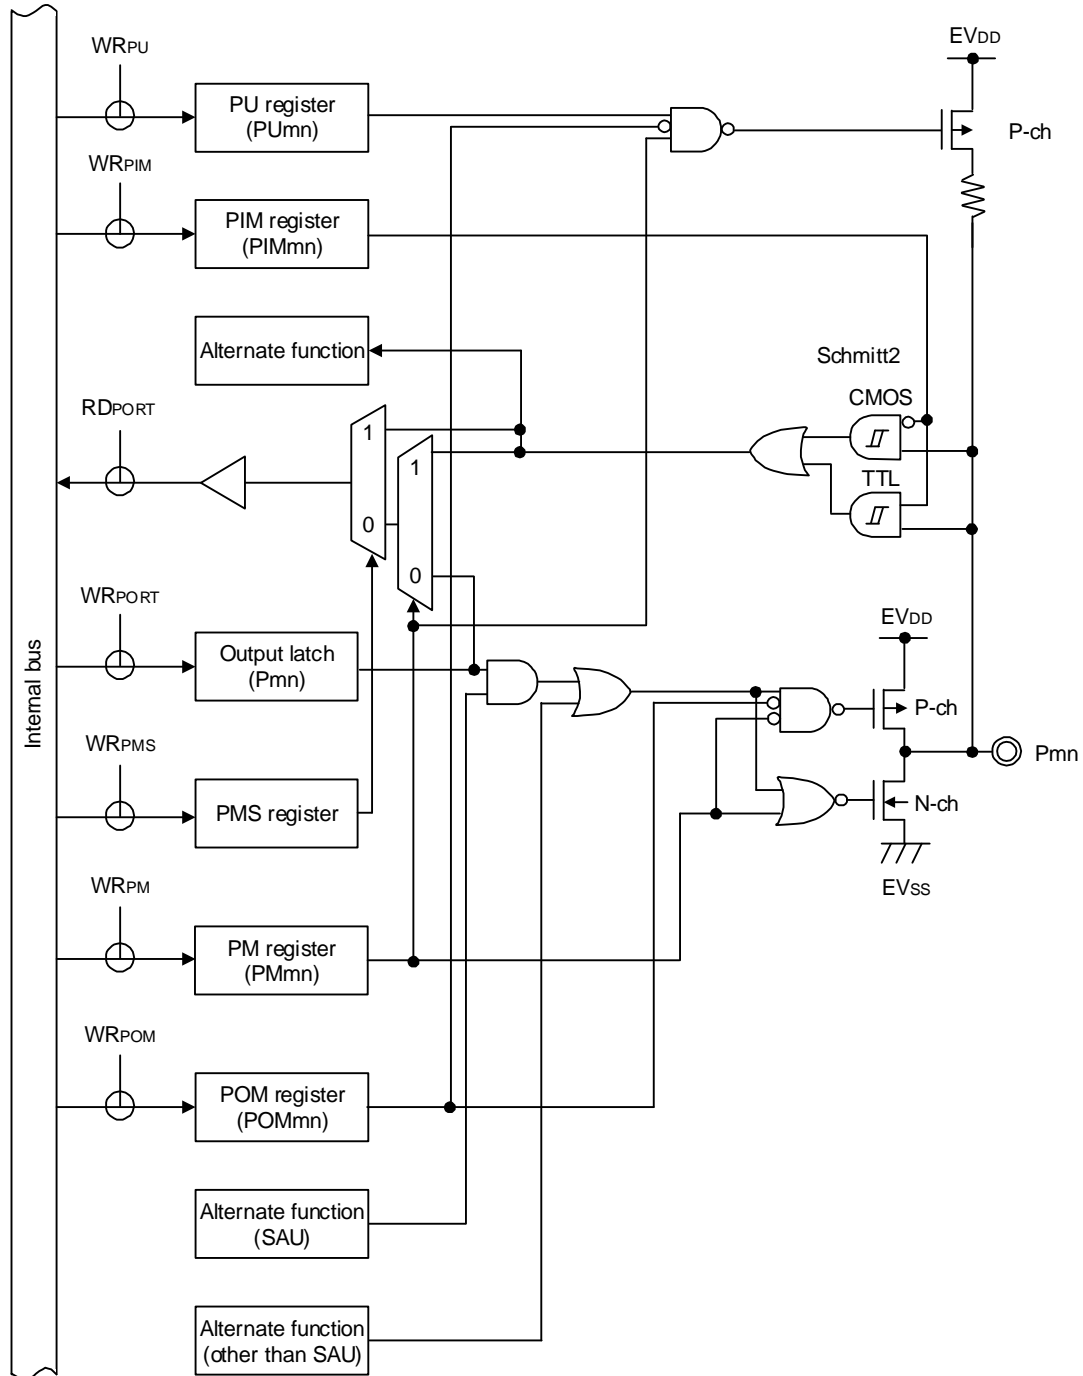 WRPU
EVDD
PU register
(PUmn)
P-ch
WRPIM
PIM register
(PIMmn)
Alternate function
Schmitt2
CMOS
RDPORT
1
1
TTL
0
0
WRPORT
EVDD
Output latch
(Pmn)
P-ch
Internal bus
WRPMS
Pmn
PMS register
N-ch
EVSS
WRPM
PM register
(PMmn)
WRPOM
POM register
(POMmn)
Alternate function
(SAU)
Alternate function
(other than SAU)